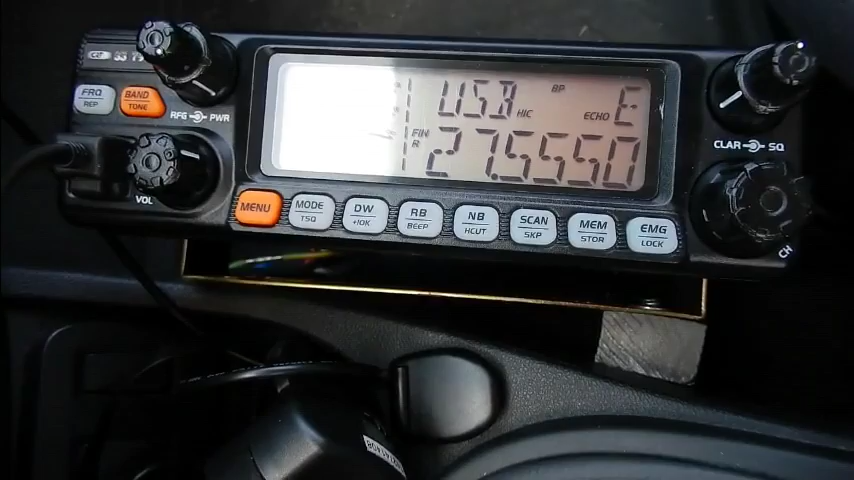 FRQ
REP
BAND
TONE
RFG PWR
VOL
USB
HIC
BP
ECHO E
FIN
R
27.5550
CLAR SQ
CH
MENU
MODE
TSQ
DW
+10K
RB
BEEP
NB
HCUT
SCAN
SKP
MEM
STOR
EMG
LOCK